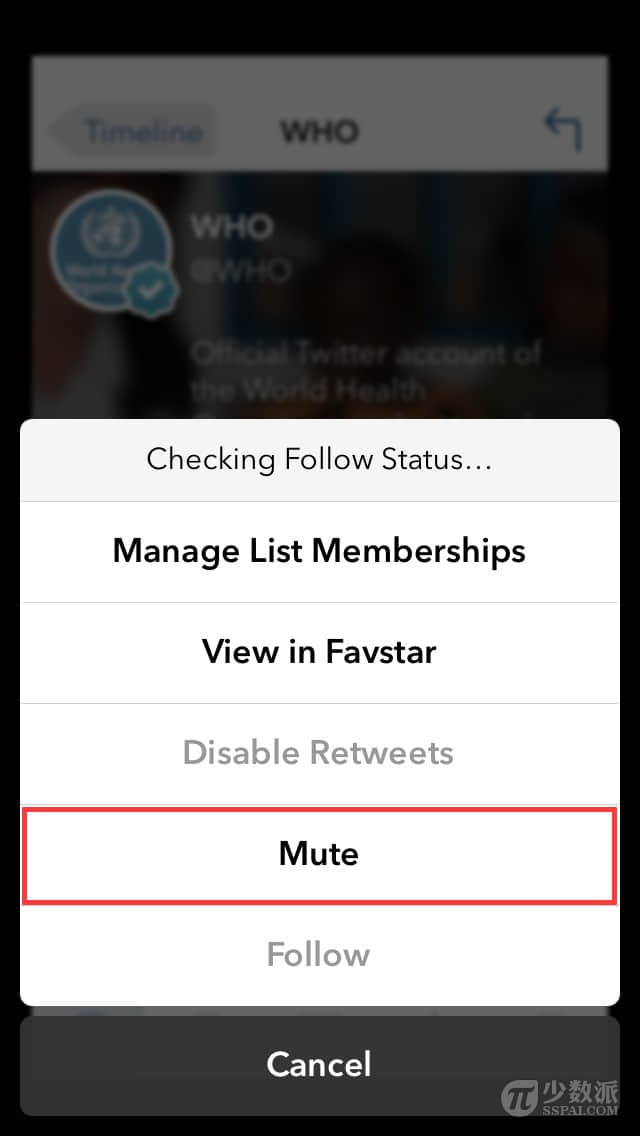 Timeline
WHO
WHO
@WHO
Official Twitter account of
the World Health
Checking Follow Status...
Manage List Memberships
View in Favstar
Disable Retweets
Mute
Follow
Cancel
少数派
SSPAI.COM